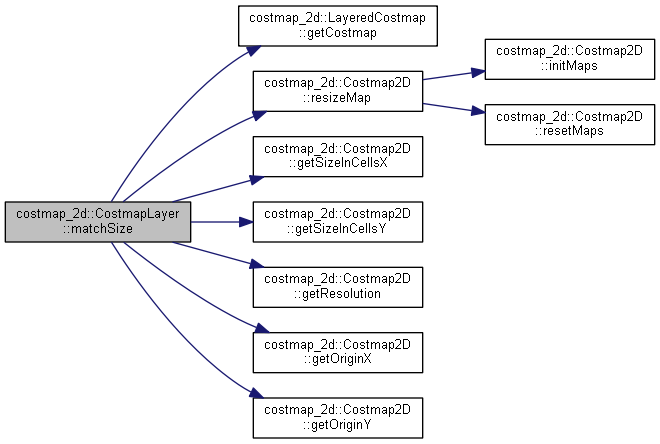 costmap_2d::LayeredCostmap
::getCostmap
costmap_2d::Costmap2D
::resizeMap
costmap_2d::Costmap2D
::initMaps
costmap_2d::Costmap2D
::resetMaps
costmap_2d::Costmap2D
::getSizeInCellsX
costmap_2d::CostmapLayer
::matchSize
costmap_2d::Costmap2D
::getSizeInCellsY
costmap_2d::Costmap2D
::getResolution
costmap_2d::Costmap2D
::getOriginX
costmap_2d::Costmap2D
::getOriginY